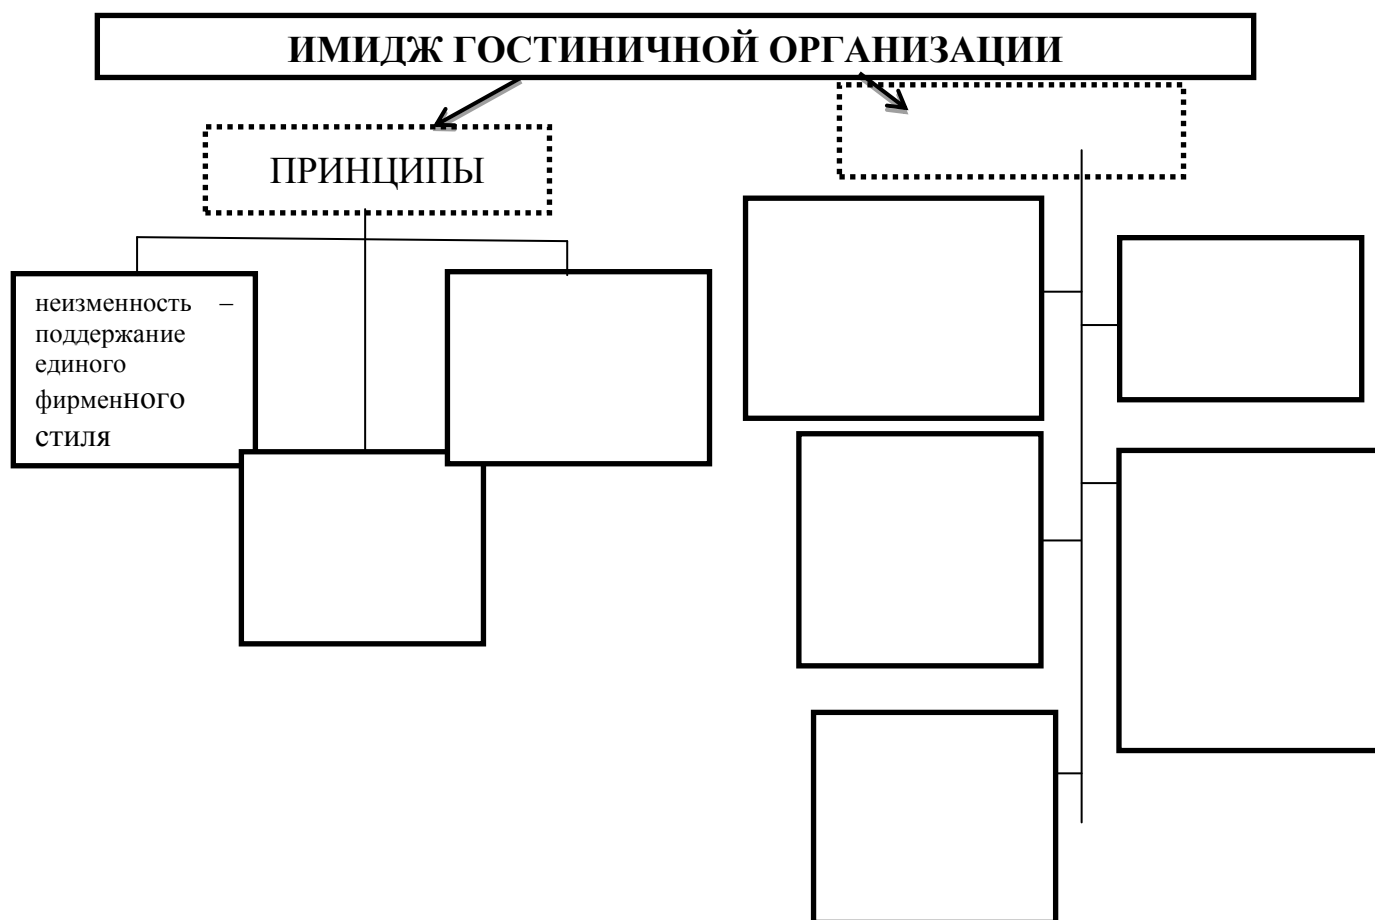 ИМИДЖ ГОСТИНИЧНОЙ ОРГАНИЗАЦИИ
ПРИНЦИПЫ
неизменность –
поддержание
единого
фирменного
стиля